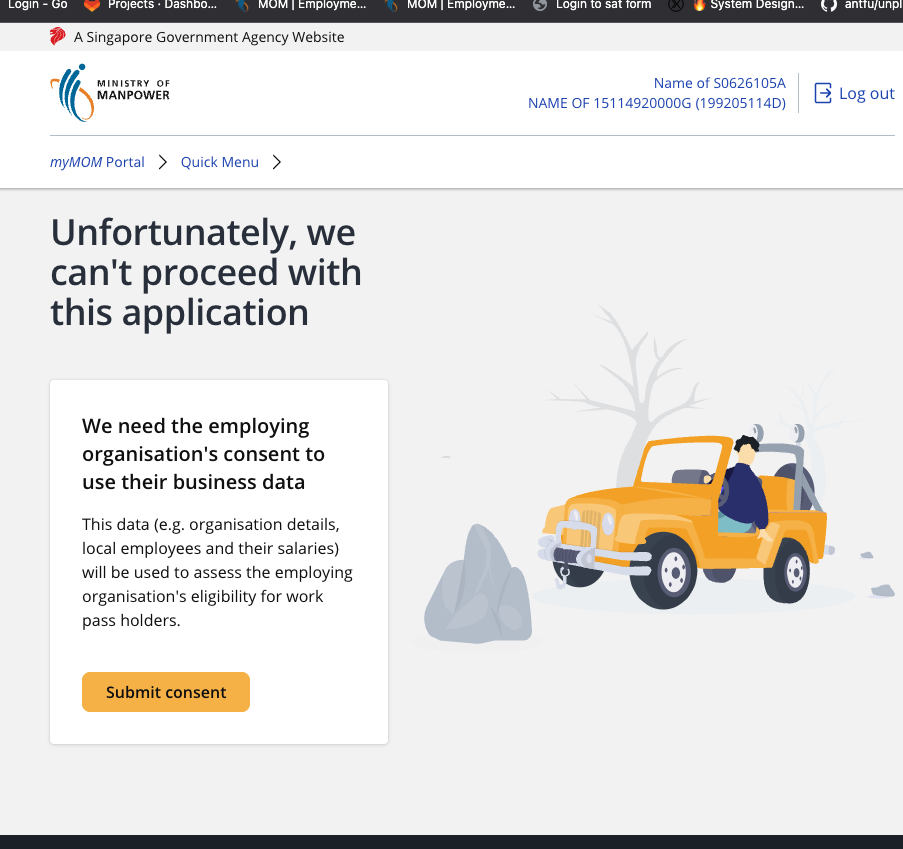 Login - Go Projects · Dashbo... MOM | Employme... MOM | Employme... Login to sat form System Design... antfu/unpl
A Singapore Government Agency Website
MINISTRY OF
MANPOWER
Name of S0626105A
NAME OF 15114920000G (199205114D)
Log out
myMOM Portal Quick Menu
Unfortunately, we
can't proceed with
this application
We need the employing
organisation's consent to
use their business data
This data (e.g. organisation details,
local employees and their salaries)
will be used to assess the employing
organisation's eligibility for work
pass holders.
Submit consent